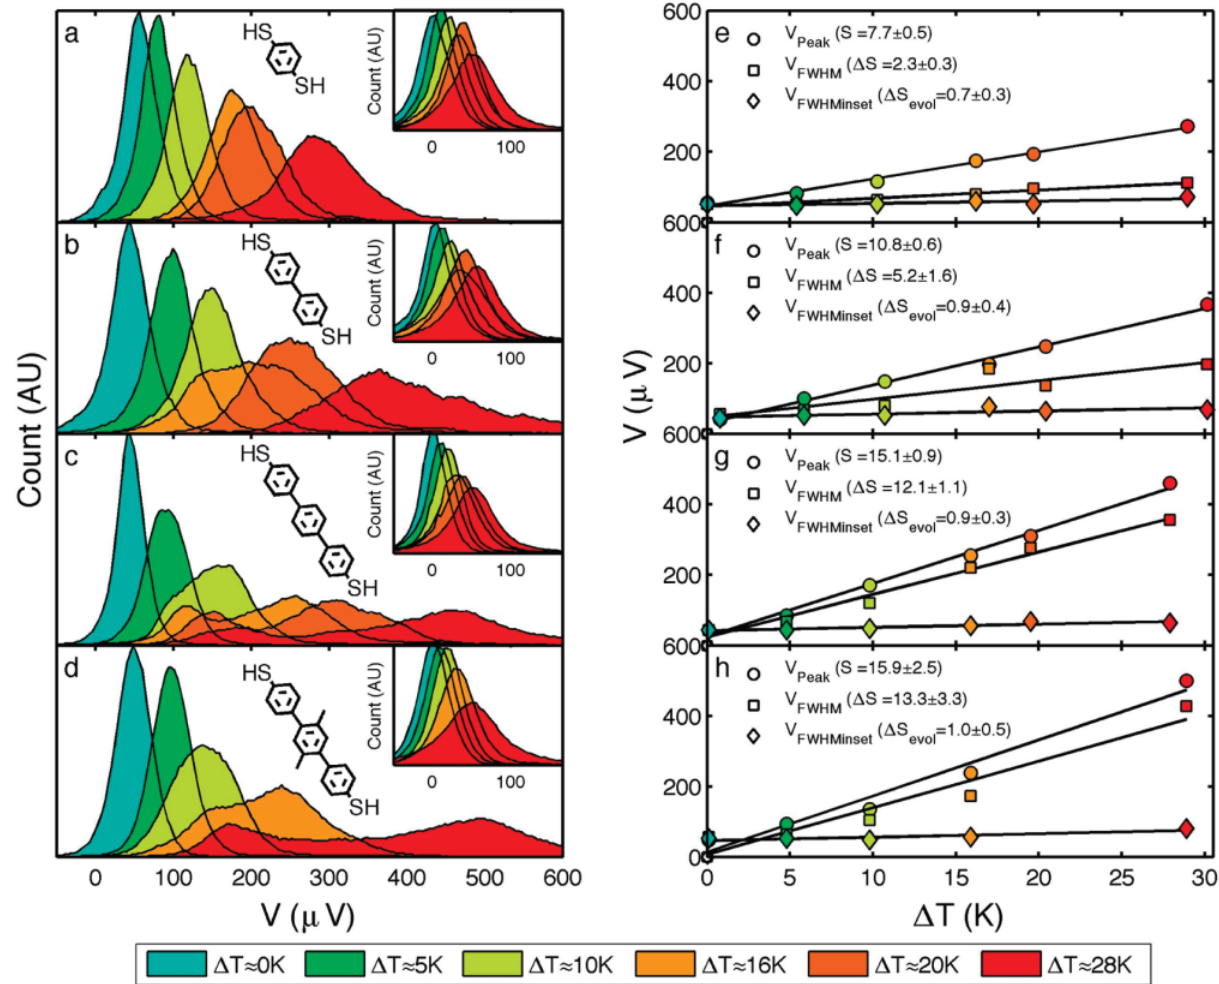 a
HS
SH
Count (AU)
0 100
b
HS
SH
Count (AU)
0 100
c
HS
SH
Count (AU)
0 100
d
HS
SH
Count (AU)
0 100
Count (AU)
0 100 200 300 400 500 600
V (μ V)
e
V_Peak (S =7.7±0.5)
V_FWHM (ΔS =2.3±0.3)
V_FWHMinset (ΔS_evol=0.7±0.3)
600
400
200
f
V_Peak (S =10.8±0.6)
V_FWHM (ΔS =5.2±1.6)
V_FWHMinset (ΔS_evol=0.9±0.4)
600
400
200
g
V_Peak (S =15.1±0.9)
V_FWHM (ΔS =12.1±1.1)
V_FWHMinset (ΔS_evol=0.9±0.3)
600
400
200
h
V_Peak (S =15.9±2.5)
V_FWHM (ΔS =13.3±3.3)
V_FWHMinset (ΔS_evol=1.0±0.5)
600
400
200
0
V (μ V)
0 5 10 15 20 25 30
ΔT (K)
ΔT≈0K ΔT≈5K ΔT≈10K ΔT≈16K ΔT≈20K ΔT≈28K